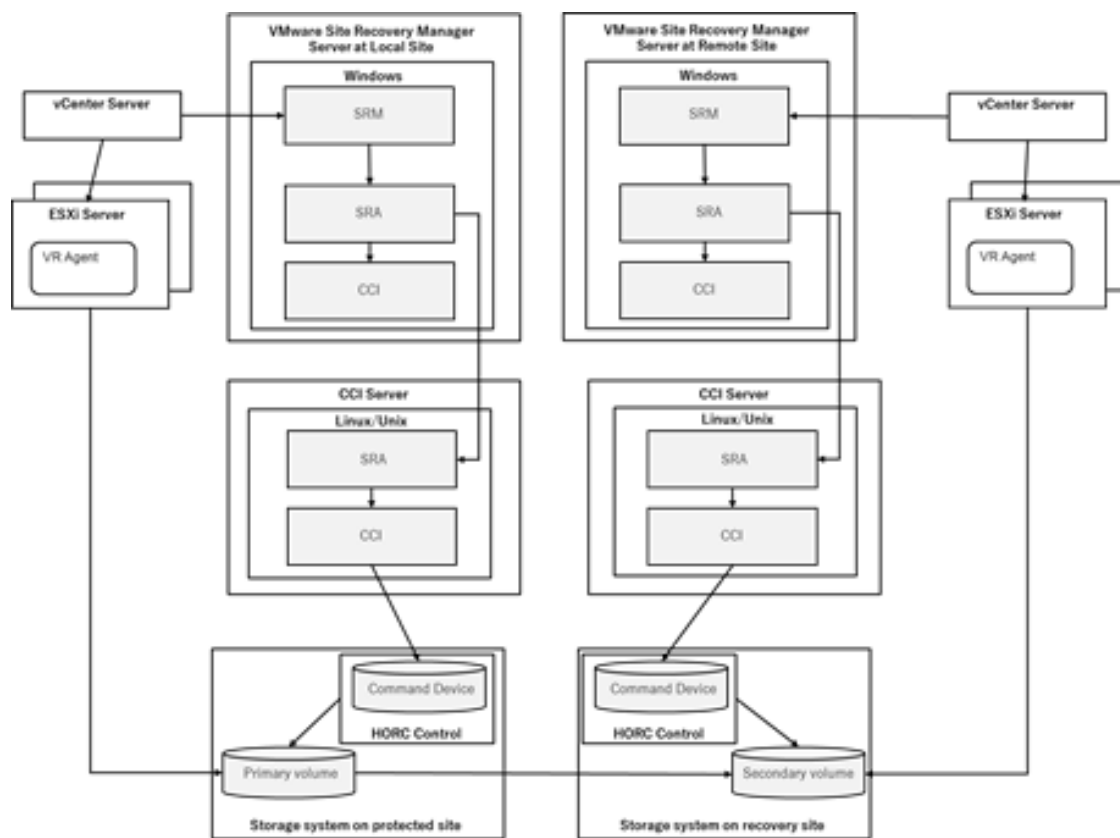 VMware Site Recovery Manager
Server at Local Site
VMware Site Recovery Manager
Server at Remote Site
Windows
Windows
vCenter Server
SRM
SRM
vCenter Server
ESXi Server
SRA
SRA
ESXi Server
VR Agent
VR Agent
CCI
CCI
CCI Server
CCI Server
Linux/Unix
Linux/Unix
SRA
SRA
CCI
CCI
Command Device
Command Device
HORC Control
HORC Control
Primary volume
Secondary volume
Storage system on protected site
Storage system on recovery site